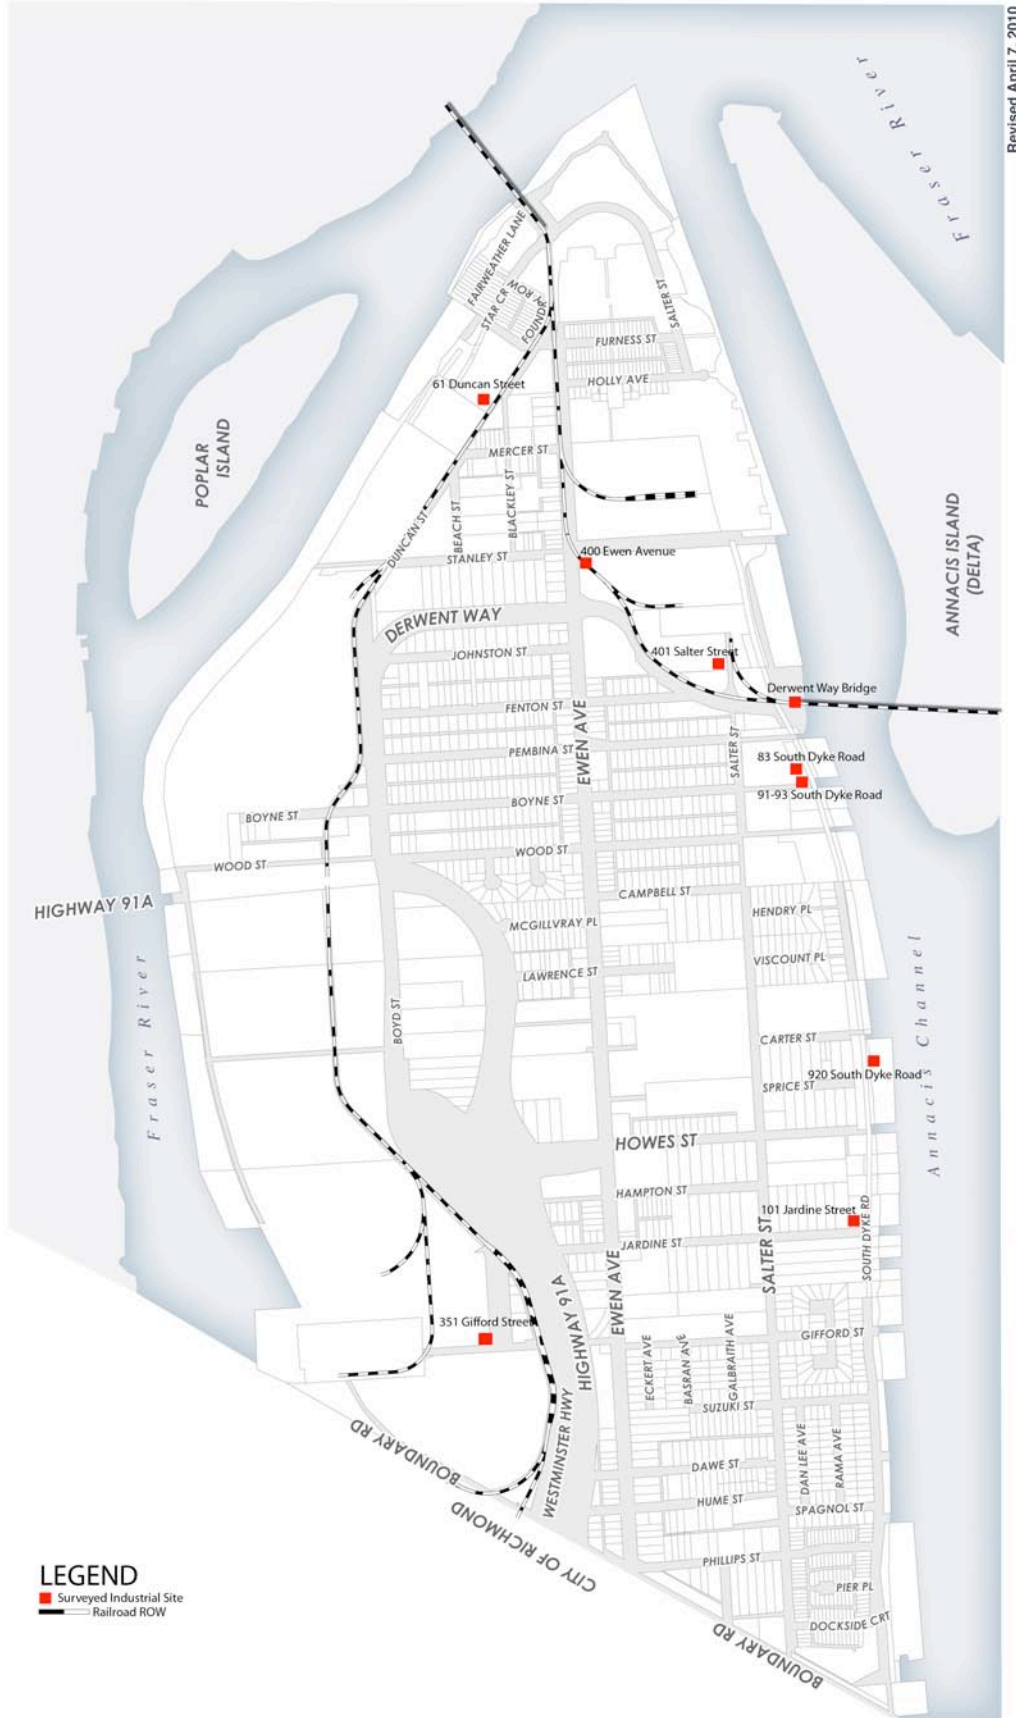 Revised April 7, 2010
Fraser River
FAIRWEATHER LANE
STAR CR
FOUNDRY ROW
SALTER ST
FURNESS ST
61 Duncan Street
HOLLY AVE
POPLAR
ISLAND
MERCER ST
BLACKLEY ST
BEACH ST
DUNCAN ST
STANLEY ST
400 Ewen Avenue
ANNACIS ISLAND
(DELTA)
DERWENT WAY
JOHNSTON ST
401 Salter Street
Derwent Way Bridge
FENTON ST
EWEN AVE
PEMBINA ST
SALTER ST
83 South Dyke Road
91-93 South Dyke Road
BOYNE ST
BOYNE ST
WOOD ST
WOOD ST
HIGHWAY 91A
CAMPBELL ST
HENDRY PL
MCGILLVRAY PL
VISCOUNT PL
LAWRENCE ST
Fraser River
BOYD ST
Annacis Channel
CARTER ST
920 South Dyke Road
SPRICE ST
HOWES ST
HAMPTON ST
101 Jardine Street
SOUTH DYKE RD
JARDINE ST
SALTER ST
EWEN AVE
HIGHWAY 91A
351 Gifford Street
GIFFORD ST
ECKERT AVE
BASRAN AVE
GALBRAITH AVE
SUZUKI ST
WESTMINSTER HWY
BOUNDARY RD
DAN LEE AVE
RAMA AVE
DAWE ST
HUME ST
SPAGNOL ST
CITY OF RICHMOND
PHILLIPS ST
PIER PL
DOCKSIDE CRT
BOUNDARY RD
LEGEND
Surveyed Industrial Site
Railroad ROW